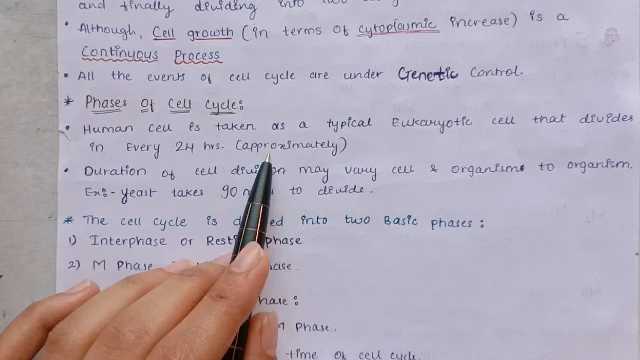 and finally dividing into two
• Although, Cell growth (in terms of cytoplasmic increase) is a
Continuous Process
• All the events of cell cycle are under Genetic Control.
* Phases Of Cell Cycle:
• Human cell is taken as a typical Eukaryotic cell that divides
in Every 24 hrs. (approximately)
• Duration of cell division may vary cell & organisms to organism.
Ex:- yeast takes 90 to divide.
* The cell cycle is into two Basic phases:
1) Interphase or phase
2) M Phase
phase:
Phase.
time of cell cycle